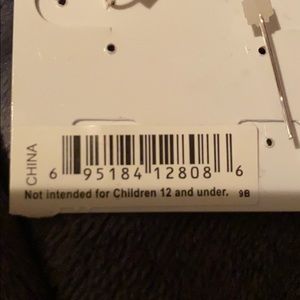 CHINA
6 95184 12808 6
Not intended for Children 12 and under. 9B